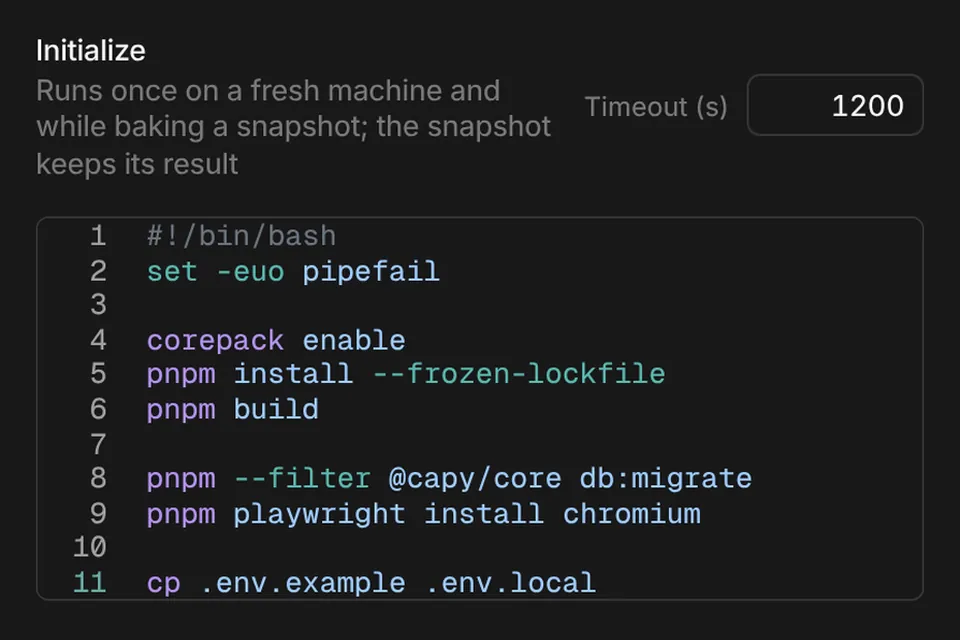 Initialize
Runs once on a fresh machine and
while baking a snapshot; the snapshot
keeps its result
Timeout (s)
1200
1 #!/bin/bash
2 set -euo pipefail
3
4 corepack enable
5 pnpm install --frozen-lockfile
6 pnpm build
7
8 pnpm --filter @capy/core db:migrate
9 pnpm playwright install chromium
10
11 cp .env.example .env.local